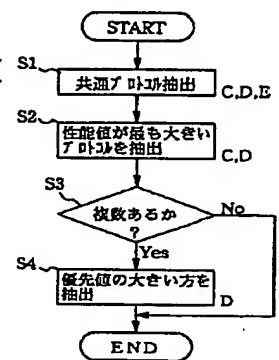 START
S1
共通プロトコル抽出
C,D,E
S2
性能値が最も大きい
プロトコルを抽出
C,D
S3
複数あるか
?
No
Yes
S4
優先値の大きい方を
抽出
D
END